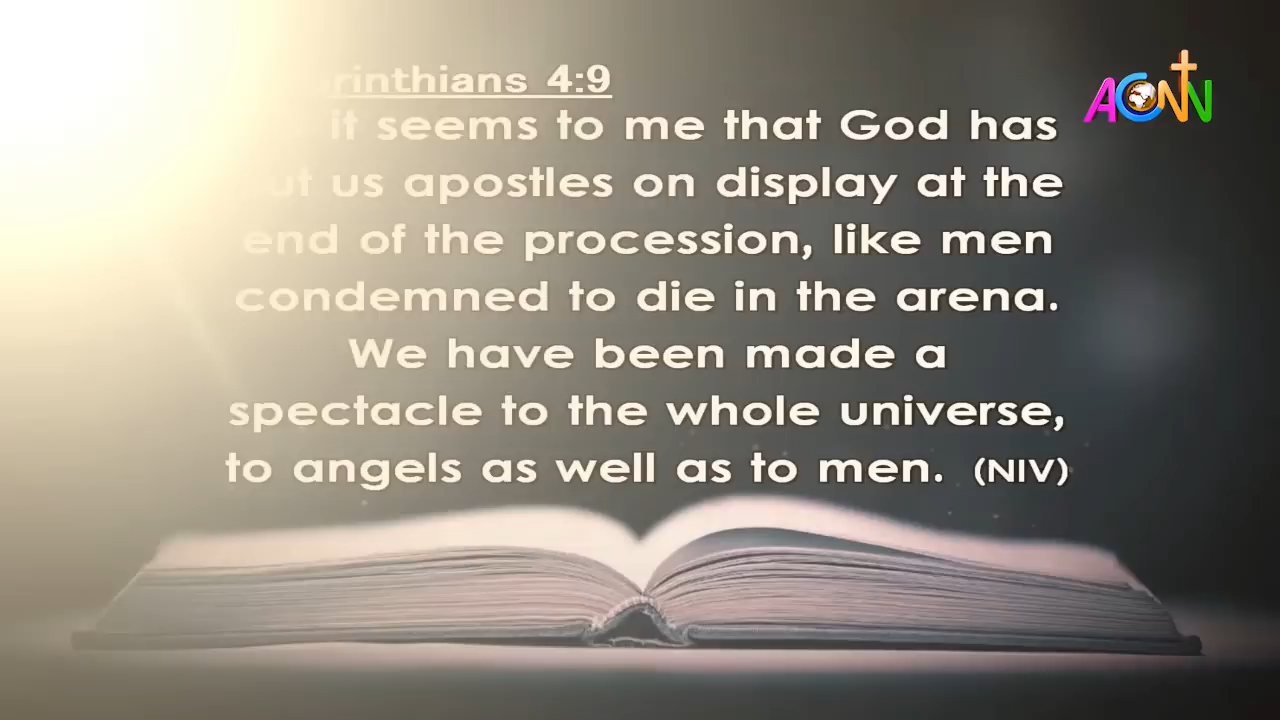 4:9
it seems to me that God has
us apostles on display at the
end of the procession, like men
condemned to die in the arena.
We have been made a
spectacle to the whole universe,
to angels as well as to men. (NIV)
ACNN